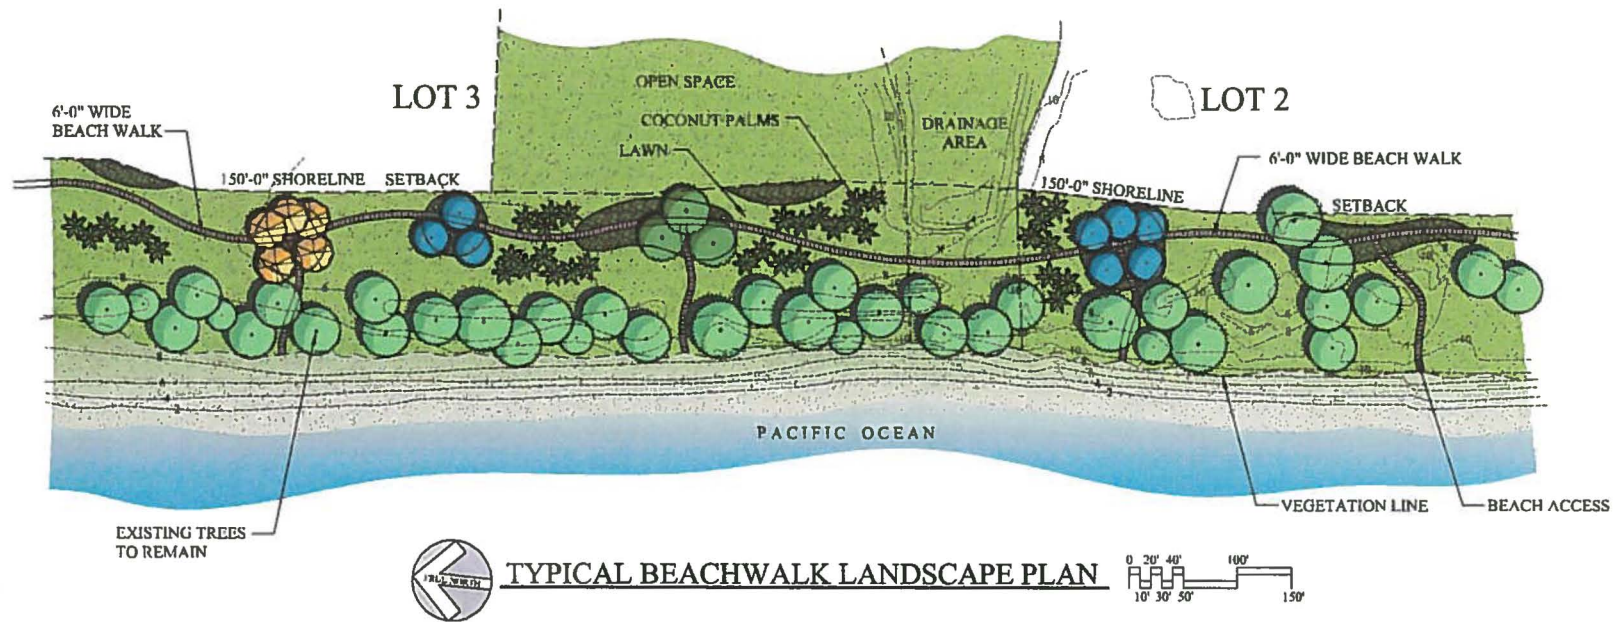 LOT 3
OPEN SPACE
COCONUT PALMS
LAWN
DRAINAGE
AREA
LOT 2
6'-0" WIDE
BEACH WALK
150'-0" SHORELINE SETBACK
6'-0" WIDE BEACH WALK
150'-0" SHORELINE
SETBACK
PACIFIC OCEAN
EXISTING TREES
TO REMAIN
VEGETATION LINE
BEACH ACCESS
TRUE NORTH
TYPICAL BEACHWALK LANDSCAPE PLAN
0 20' 40' 100'
10' 30' 50' 150'